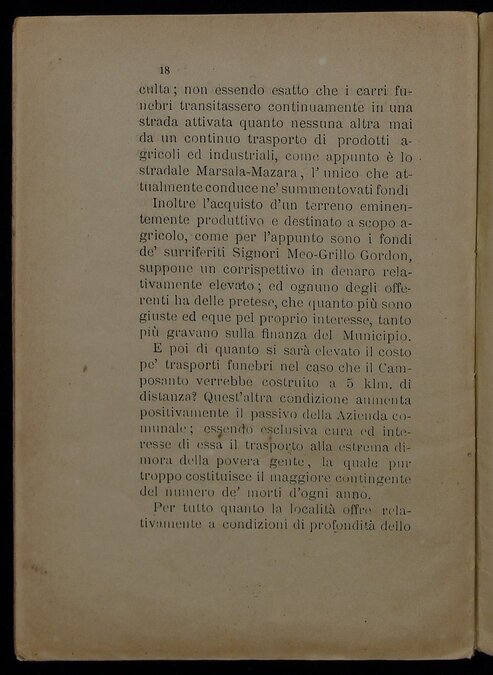 18
culta; non essendo esatto che i carri fu-
nebri transitassero continuamente in una
strada attivata quanto nessuna altra mai
da un continuo trasporto di prodotti a-
gricoli ed industriali, come appunto è lo
stradale Marsala-Mazara, l'unico che at-
tualmente conduce ne' summentovati fondi
Inoltre l'acquisto d'un terreno eminen-
temente produttivo e destinato a scopo a-
gricolo, come per l'appunto sono i fondi
de' surriferiti Signori Meo-Grillo Gordon,
suppone un corrispettivo in denaro rela-
tivamente elevato; ed ognuno degli offe-
renti ha delle pretese, che quanto più sono
giuste ed eque pel proprio interesse, tanto
più gravano sulla finanza del Municipio.
E poi di quanto si sarà elevato il costo
pe' trasporti funebri nel caso che il Cam-
posanto verrebbe costruito a 5 klm. di
distanza? Quest'altra condizione aumenta
positivamente il passivo della Azienda co-
munale; essendo esclusiva cura ed inte-
resse di essa il trasporto alla estrema di-
mora della povera gente, la quale pur
troppo costituisce il maggiore contingente
del numero de' morti d'ogni anno.
Per tutto quanto la località offre rela-
tivamente a condizioni di profondità dello